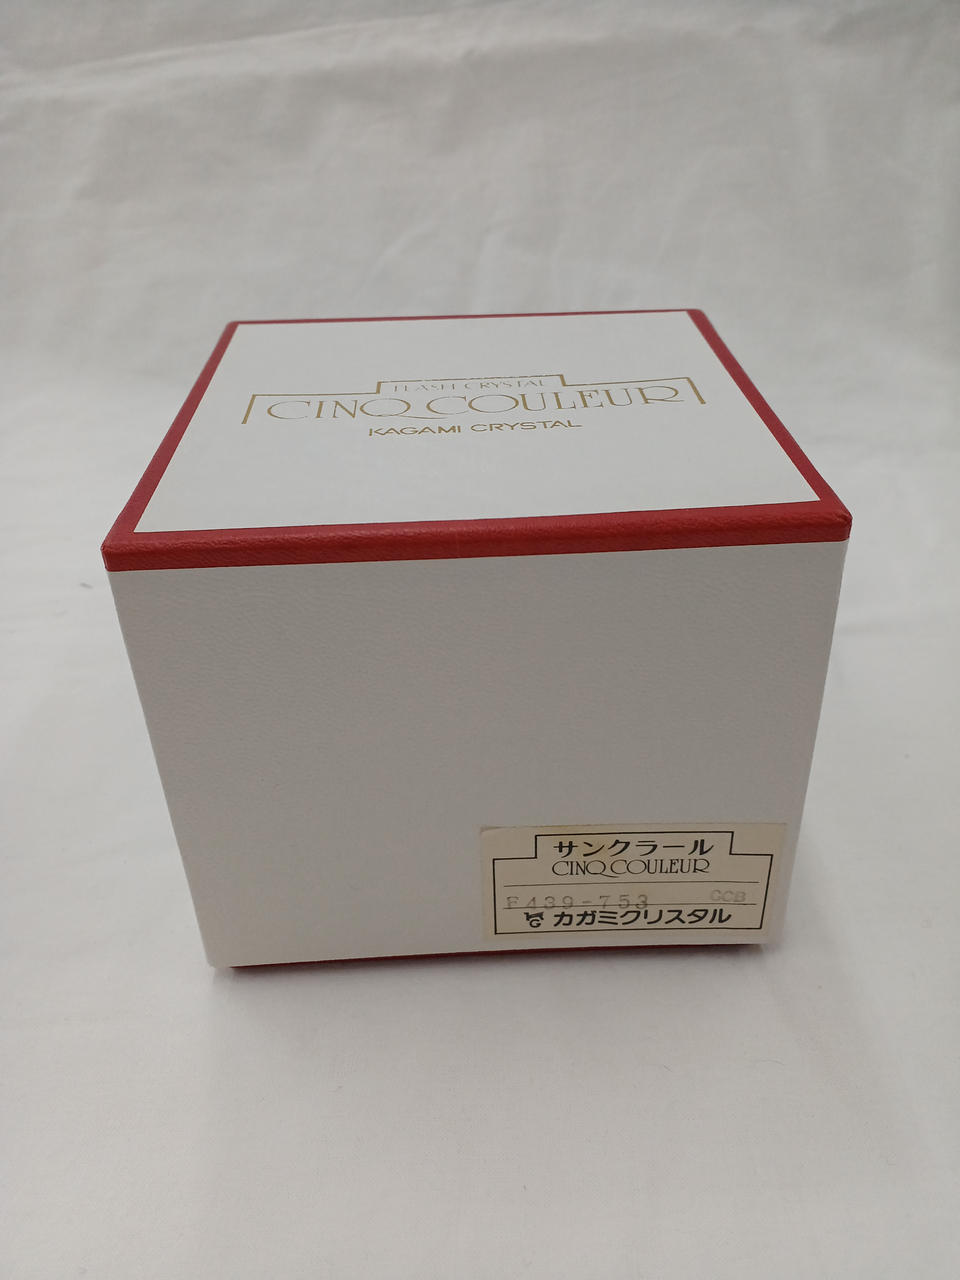 FLASH CRYSTAL
CINQ COULEUR
KAGAMI CRYSTAL
サンクラール
CINQ COULEUR
F439-753 GCB
カガミクリスタル